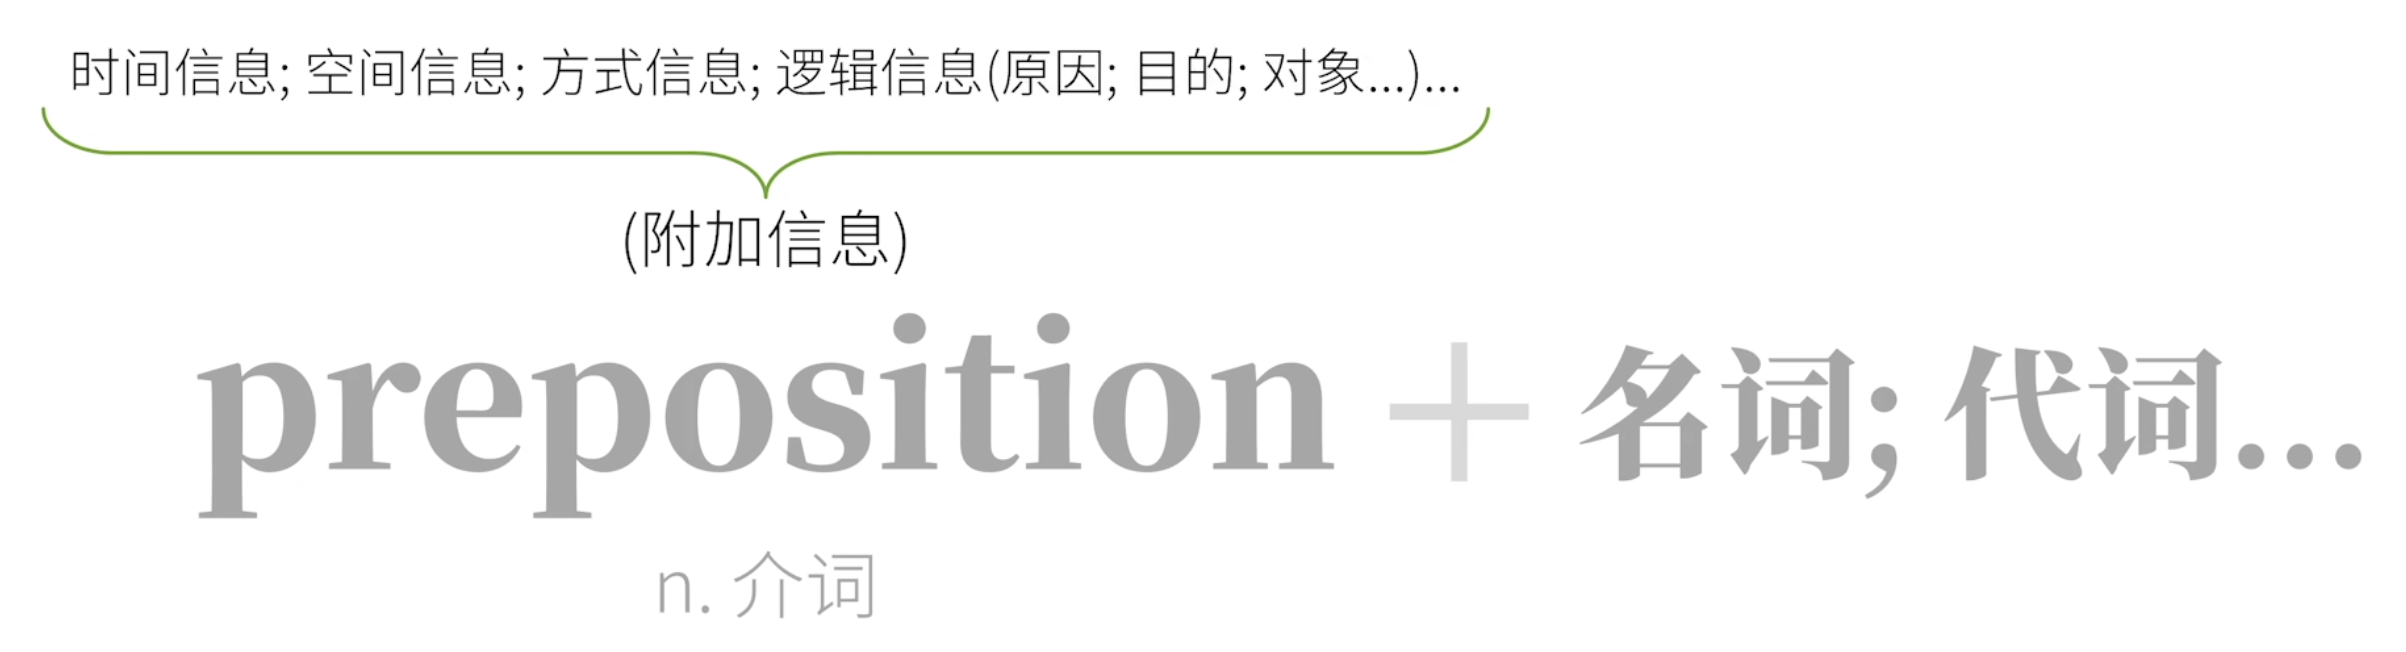 时间信息; 空间信息; 方式信息; 逻辑信息(原因; 目的; 对象...)...
(附加信息)
preposition + 名词; 代词...
n. 介词